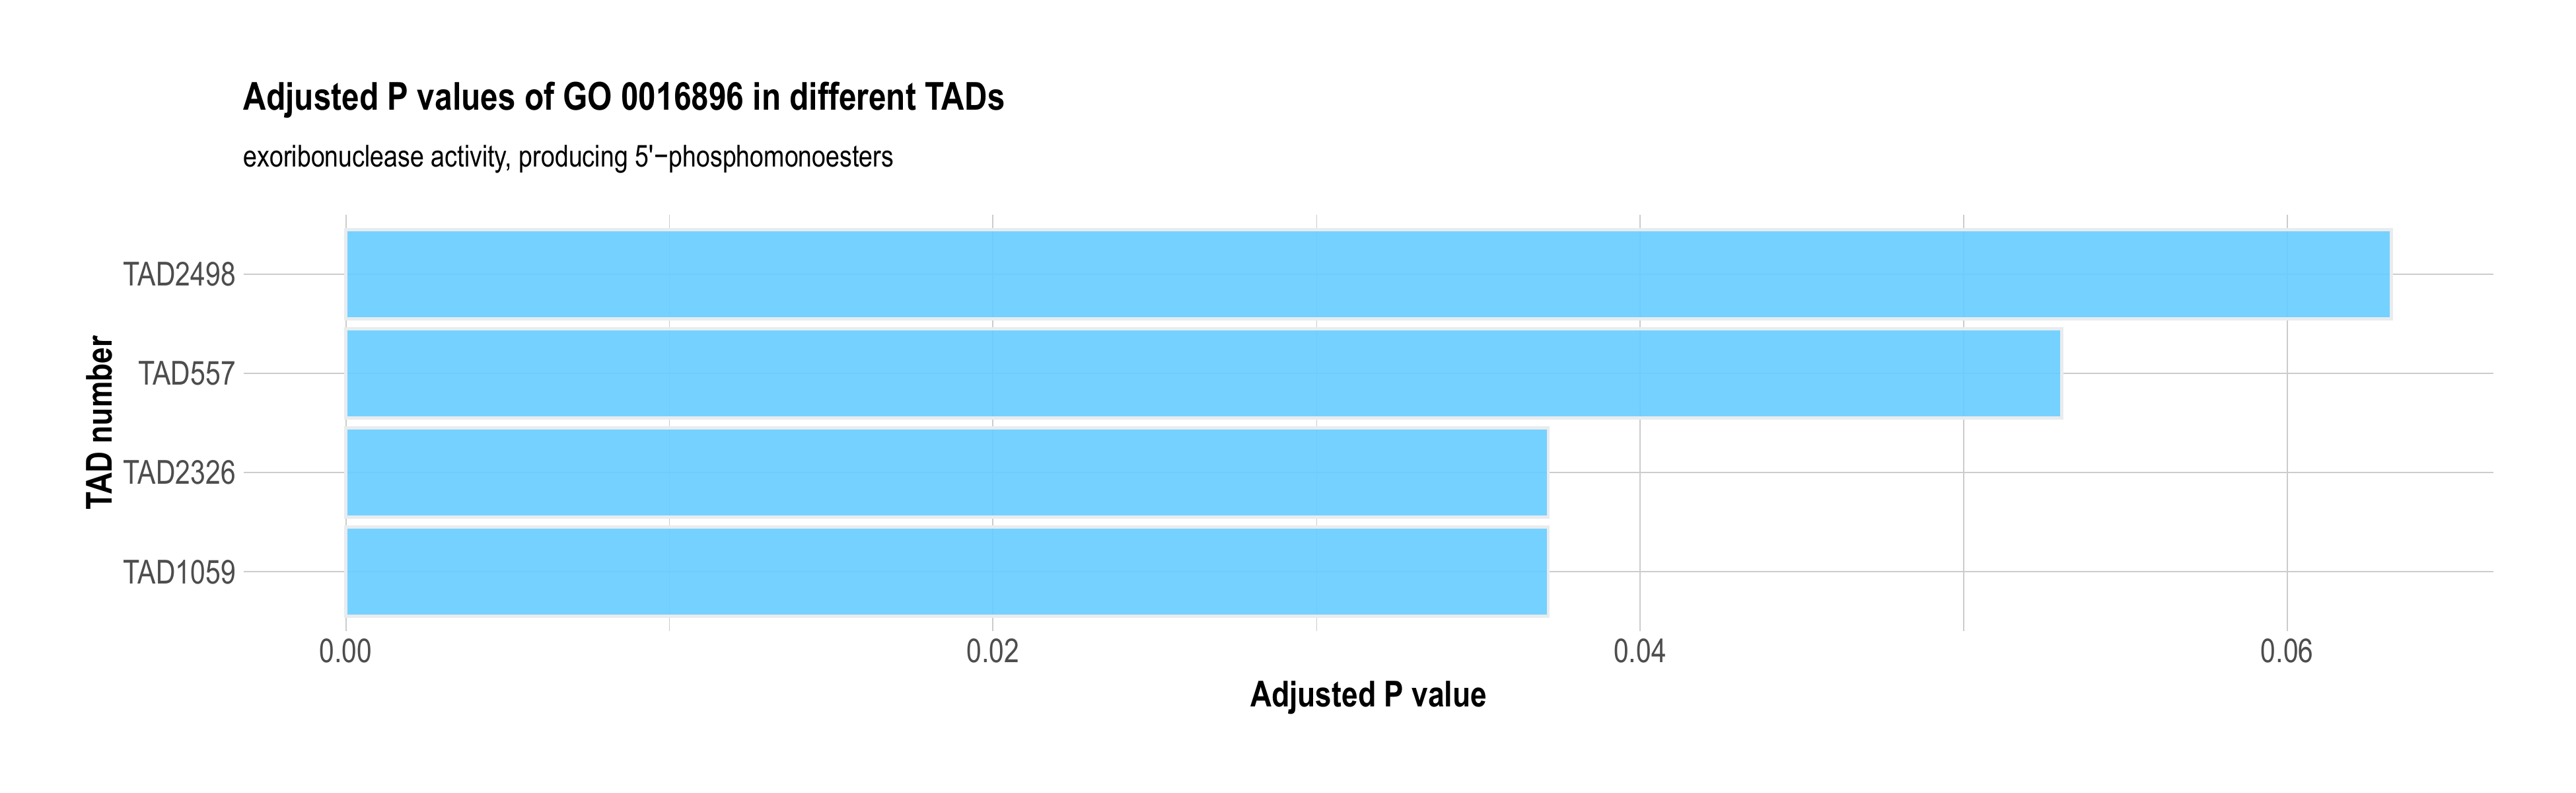 Adjusted P values of GO 0016896 in different TADs
exoribonuclease activity, producing 5'−phosphomonoesters
TAD number
TAD2498
TAD557
TAD2326
TAD1059
0.00 0.02 0.04 0.06
Adjusted P value